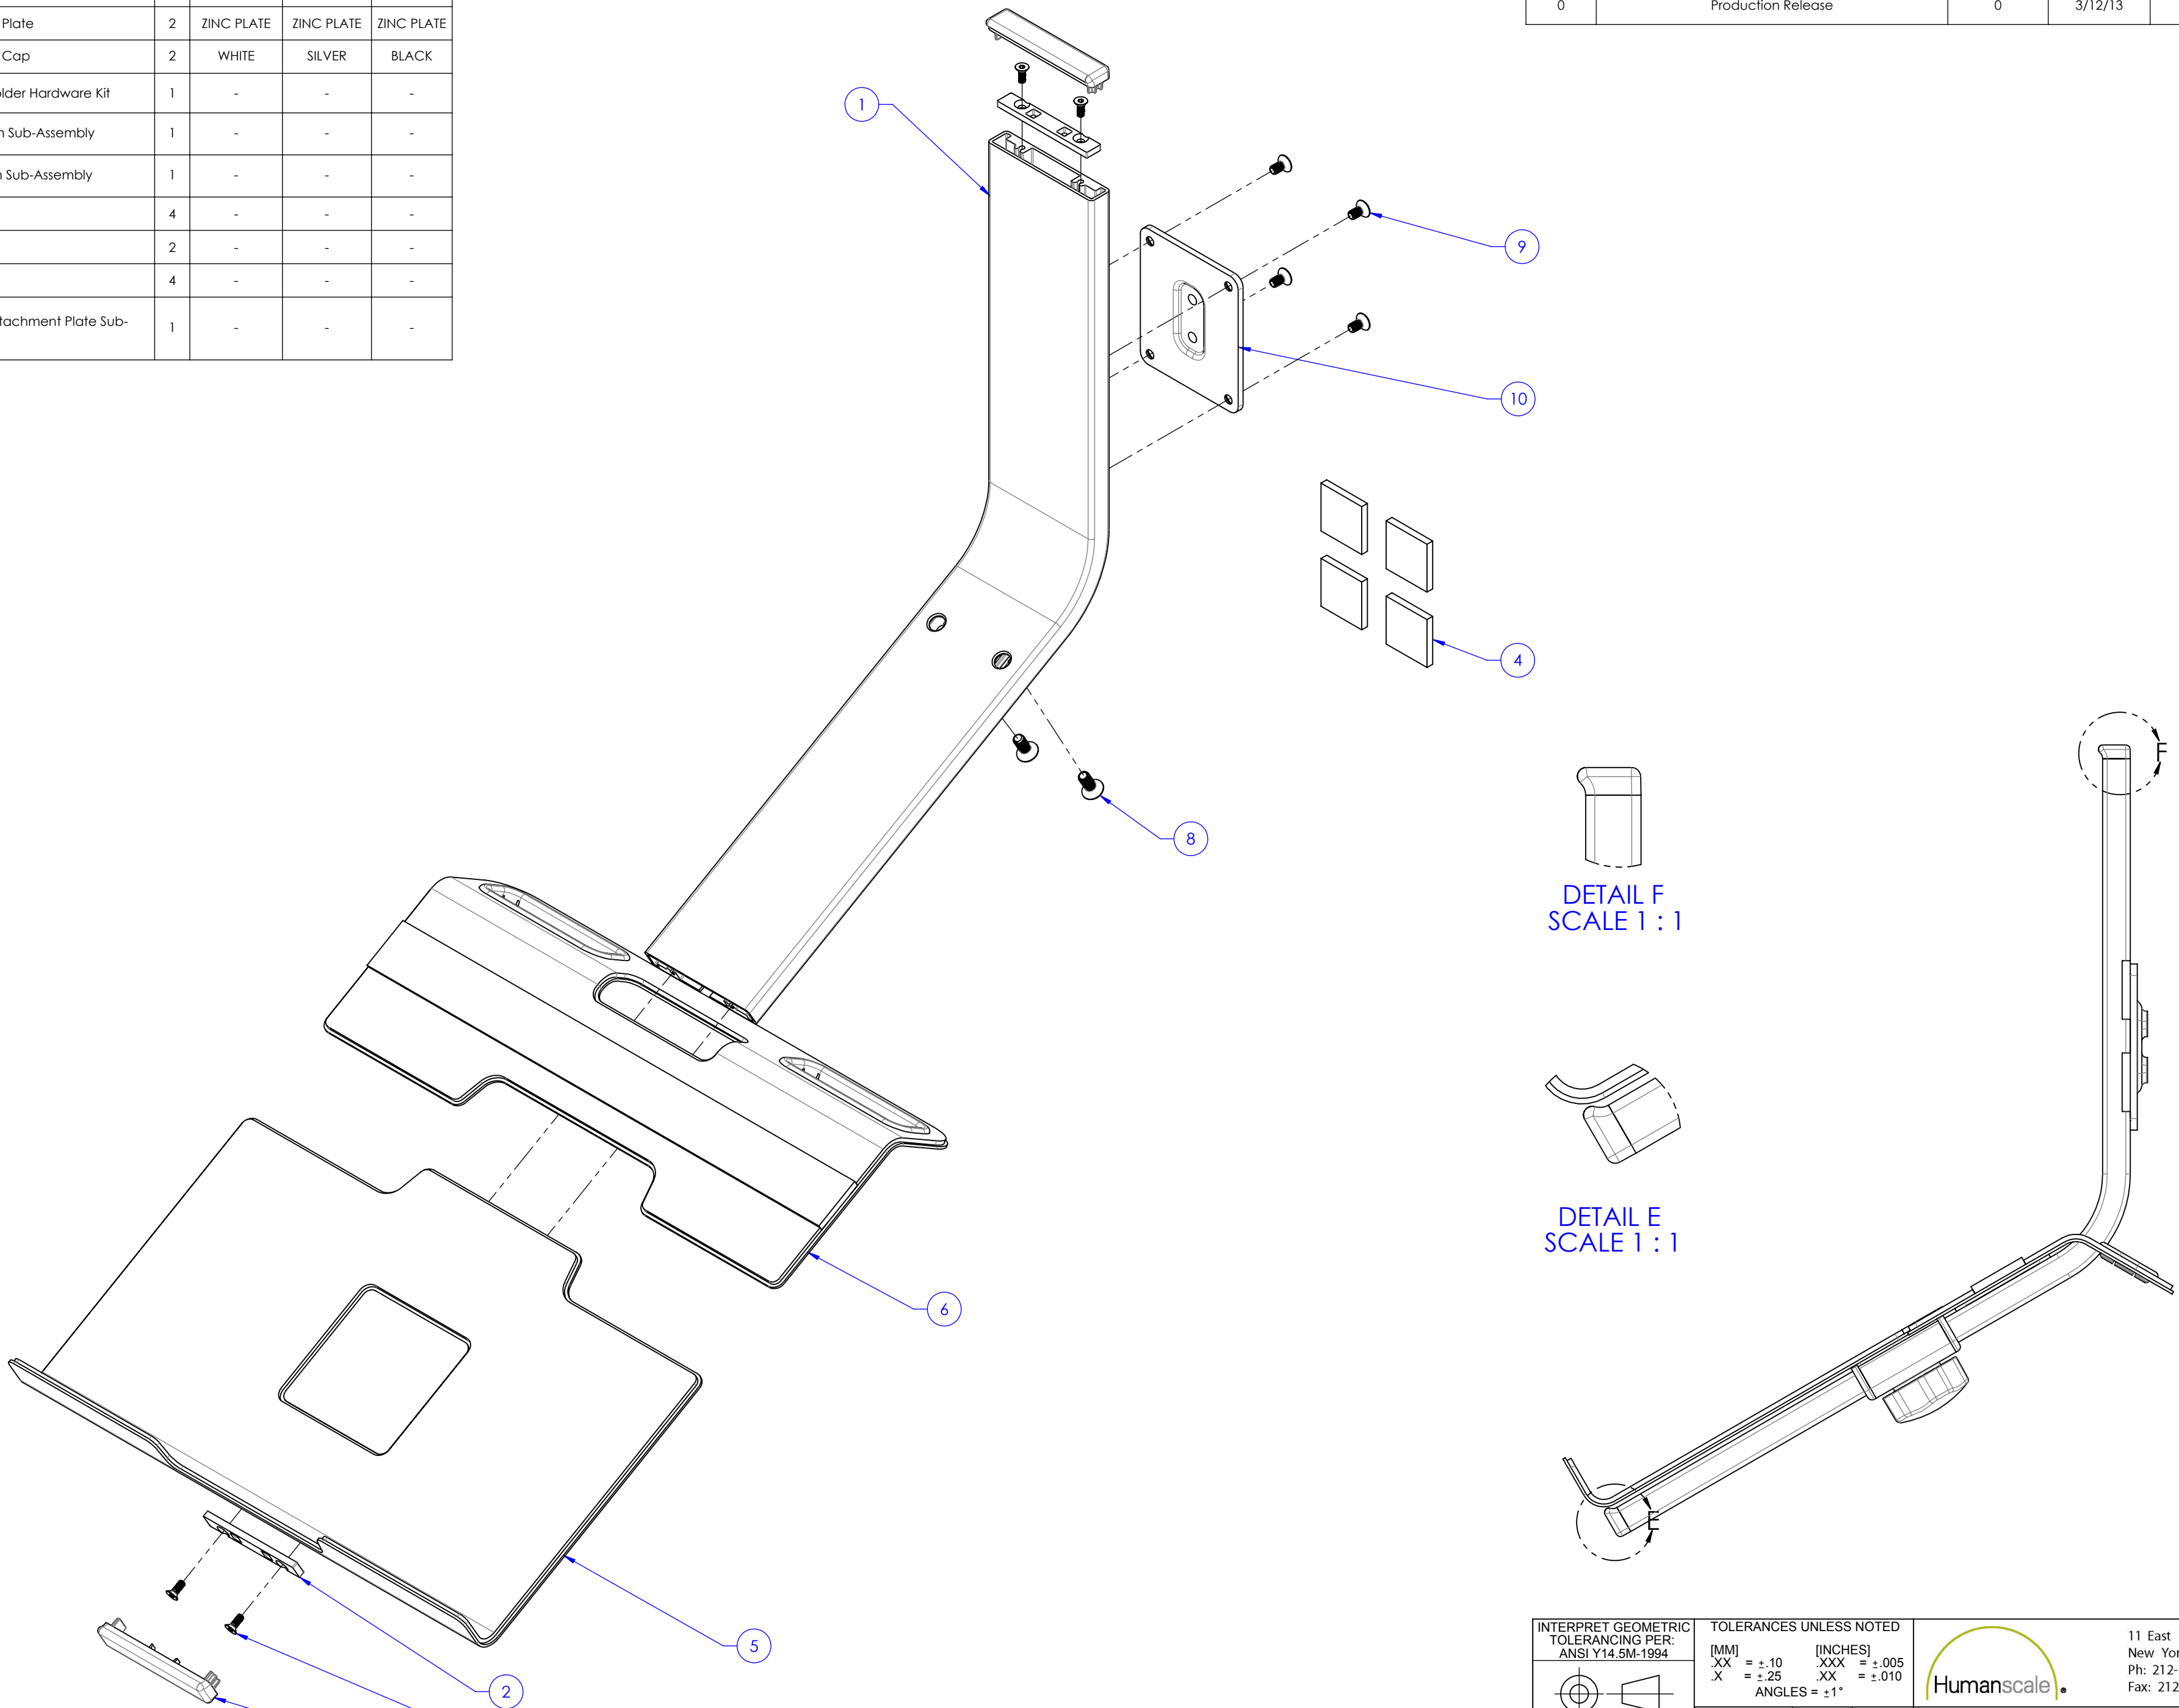 Plate 2 ZINC PLATE ZINC PLATE ZINC PLATE
Cap 2 WHITE SILVER BLACK
older Hardware Kit 1 - - -
Sub-Assembly 1 - - -
Sub-Assembly 1 - - -
4 - - -
2 - - -
4 - - -
tachment Plate Sub- 1 - - -
0 Production Release 0 3/12/13
1
9
10
4
8
F
DETAIL F
SCALE 1 : 1
DETAIL E
SCALE 1 : 1
6
E
5
2
INTERPRET GEOMETRIC
TOLERANCING PER:
ANSI Y14.5M-1994
TOLERANCES UNLESS NOTED
[MM] [INCHES]
.XX = ±.10 .XXX = ±.005
.X = ±.25 .XX = ±.010
ANGLES = ±1°
Humanscale
11 East
New Yor
Ph: 212-
Fax: 212